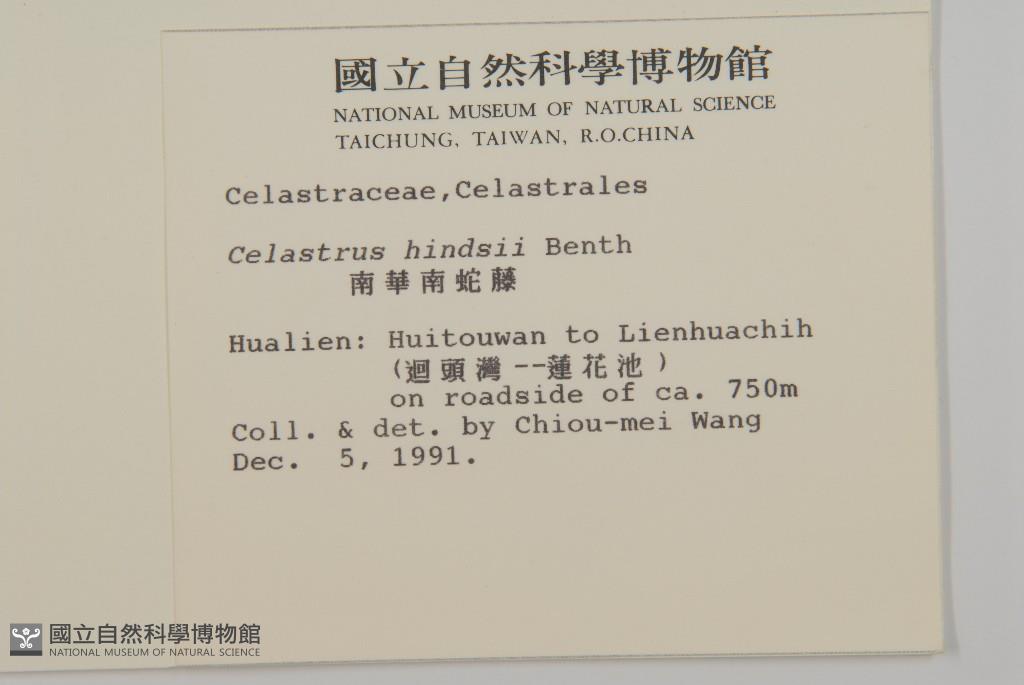 國立自然科學博物館
NATIONAL MUSEUM OF NATURAL SCIENCE
TAICHUNG, TAIWAN, R.O.CHINA
Celastraceae,Celastrales
Celastrus hindsii Benth
南華南蛇藤
Hualien: Huitouwan to Lienhuachih
(迴頭灣--蓮花池)
on roadside of ca. 750m
Coll. & det. by Chiou-mei Wang
Dec. 5, 1991.
國立自然科學博物館
NATIONAL MUSEUM OF NATURAL SCIENCE